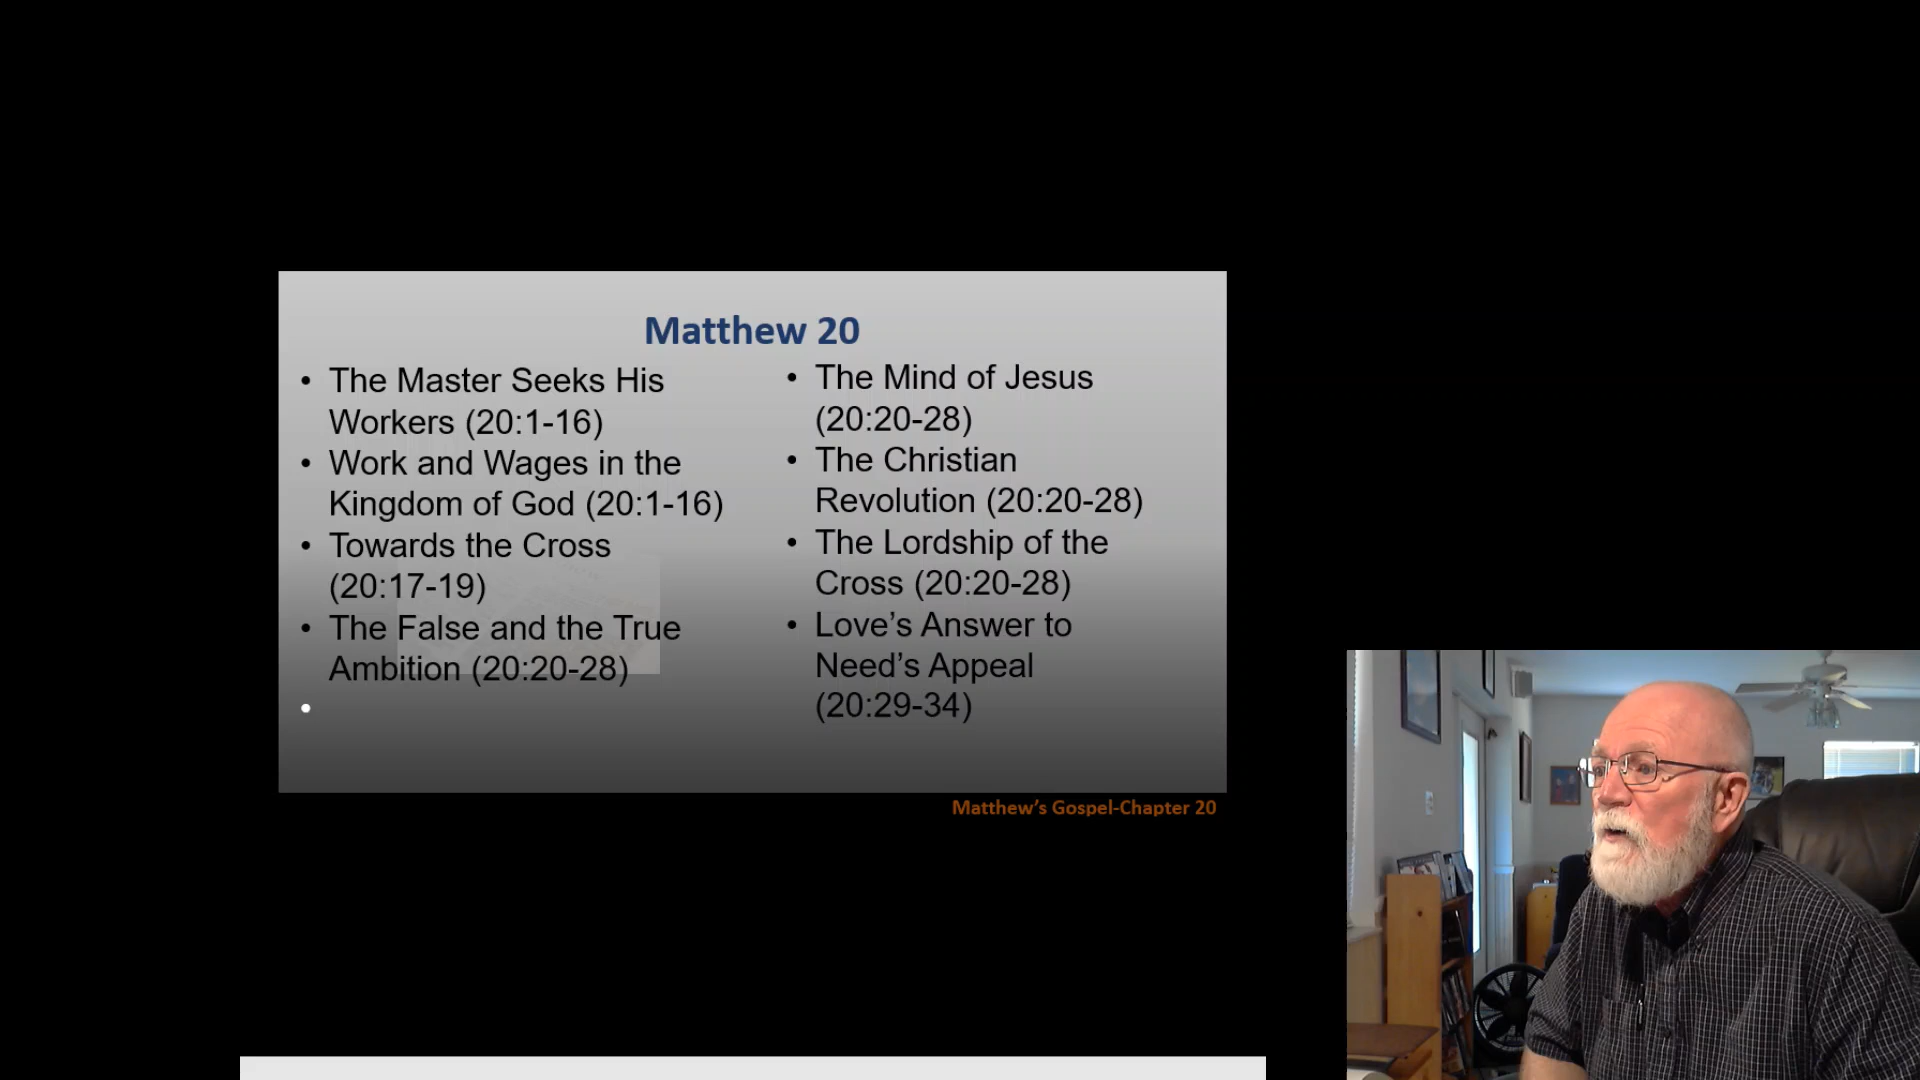 Matthew 20
• The Master Seeks His
Workers (20:1-16)
• Work and Wages in the
Kingdom of God (20:1-16)
• Towards the Cross
(20:17-19)
• The False and the True
Ambition (20:20-28)
•
• The Mind of Jesus
(20:20-28)
• The Christian
Revolution (20:20-28)
• The Lordship of the
Cross (20:20-28)
• Love’s Answer to
Need’s Appeal
(20:29-34)
Matthew’s Gospel-Chapter 20